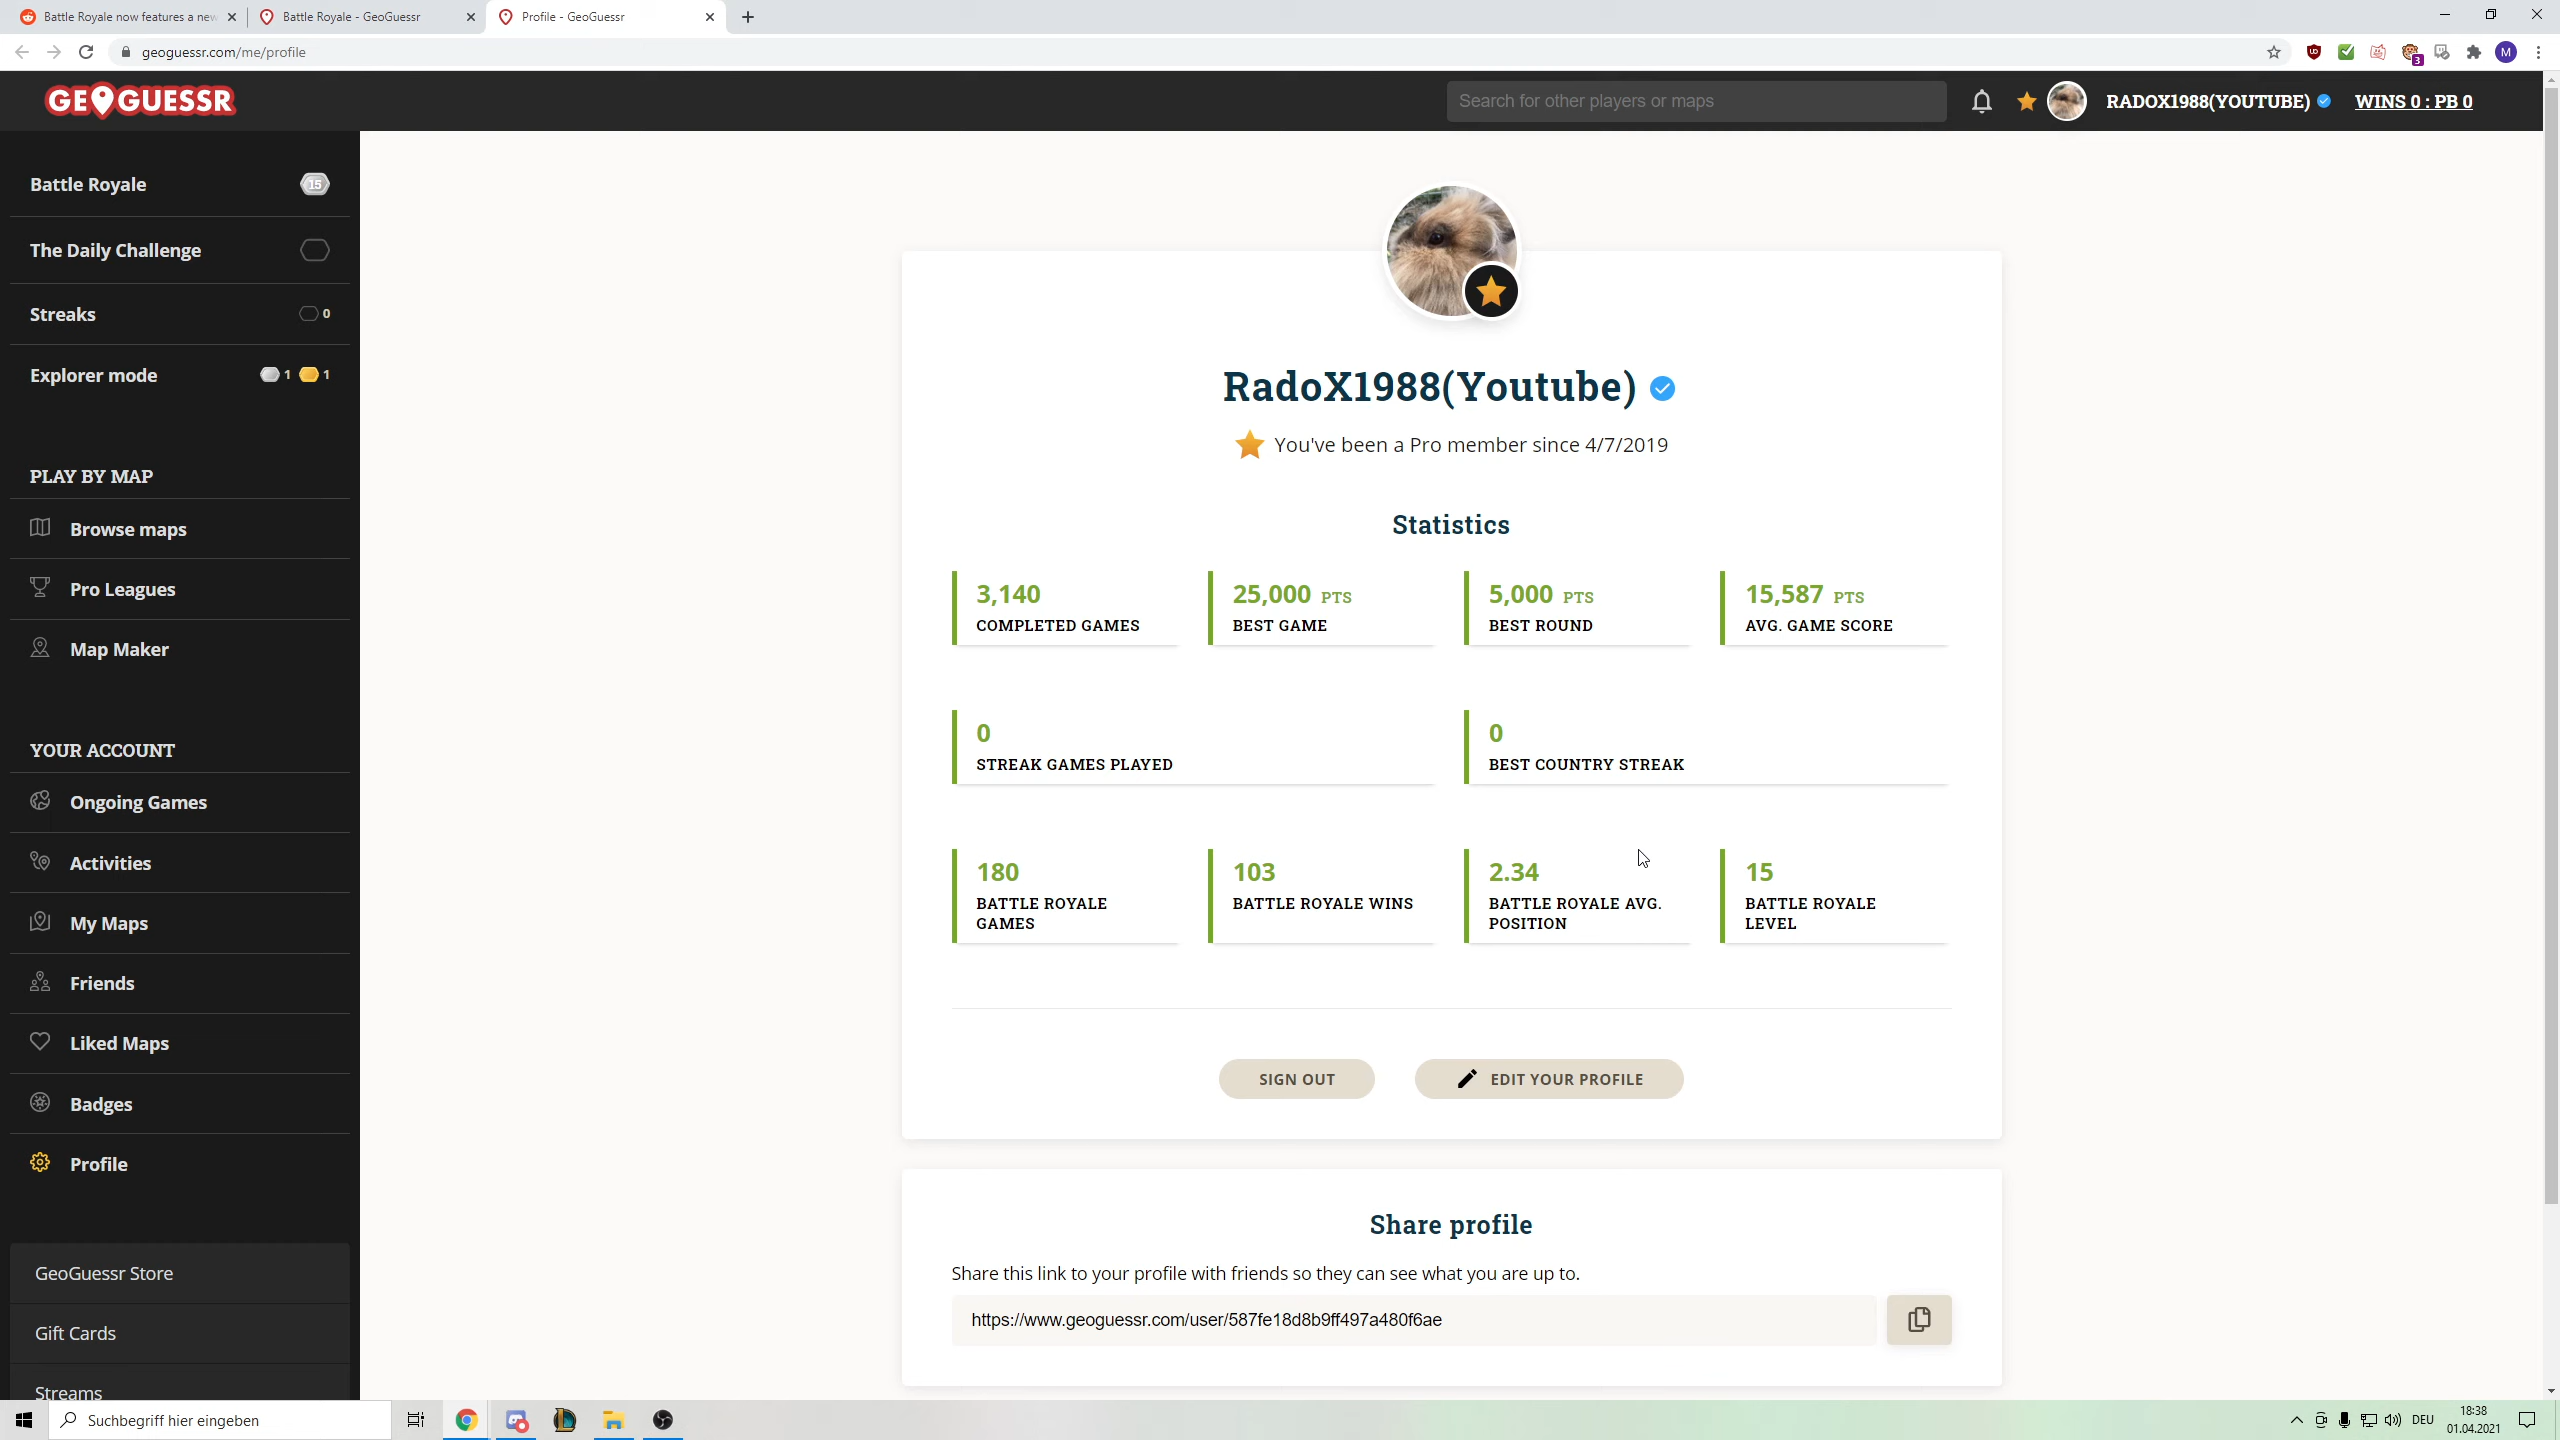 Battle Royale now features a new
Battle Royale - GeoGuessr
Profile - GeoGuessr
geoguessr.com/me/profile
3
M
GEOGUESSR
Search for other players or maps
RADOX1988(YOUTUBE)
WINS 0 : PB 0
Battle Royale
15
The Daily Challenge
Streaks
0
Explorer mode
1
1
PLAY BY MAP
Browse maps
Pro Leagues
Map Maker
YOUR ACCOUNT
Ongoing Games
Activities
My Maps
Friends
Liked Maps
Badges
Profile
GeoGuessr Store
Gift Cards
Streams
RadoX1988(Youtube)
You've been a Pro member since 4/7/2019
Statistics
3,140
COMPLETED GAMES
25,000 PTS
BEST GAME
5,000 PTS
BEST ROUND
15,587 PTS
AVG. GAME SCORE
0
STREAK GAMES PLAYED
0
BEST COUNTRY STREAK
180
BATTLE ROYALE
GAMES
103
BATTLE ROYALE WINS
2.34
BATTLE ROYALE AVG.
POSITION
15
BATTLE ROYALE
LEVEL
SIGN OUT
EDIT YOUR PROFILE
Share profile
Share this link to your profile with friends so they can see what you are up to.
https://www.geoguessr.com/user/587fe18d8b9ff497a480f6ae
Suchbegriff hier eingeben
DEU
18:38
01.04.2021